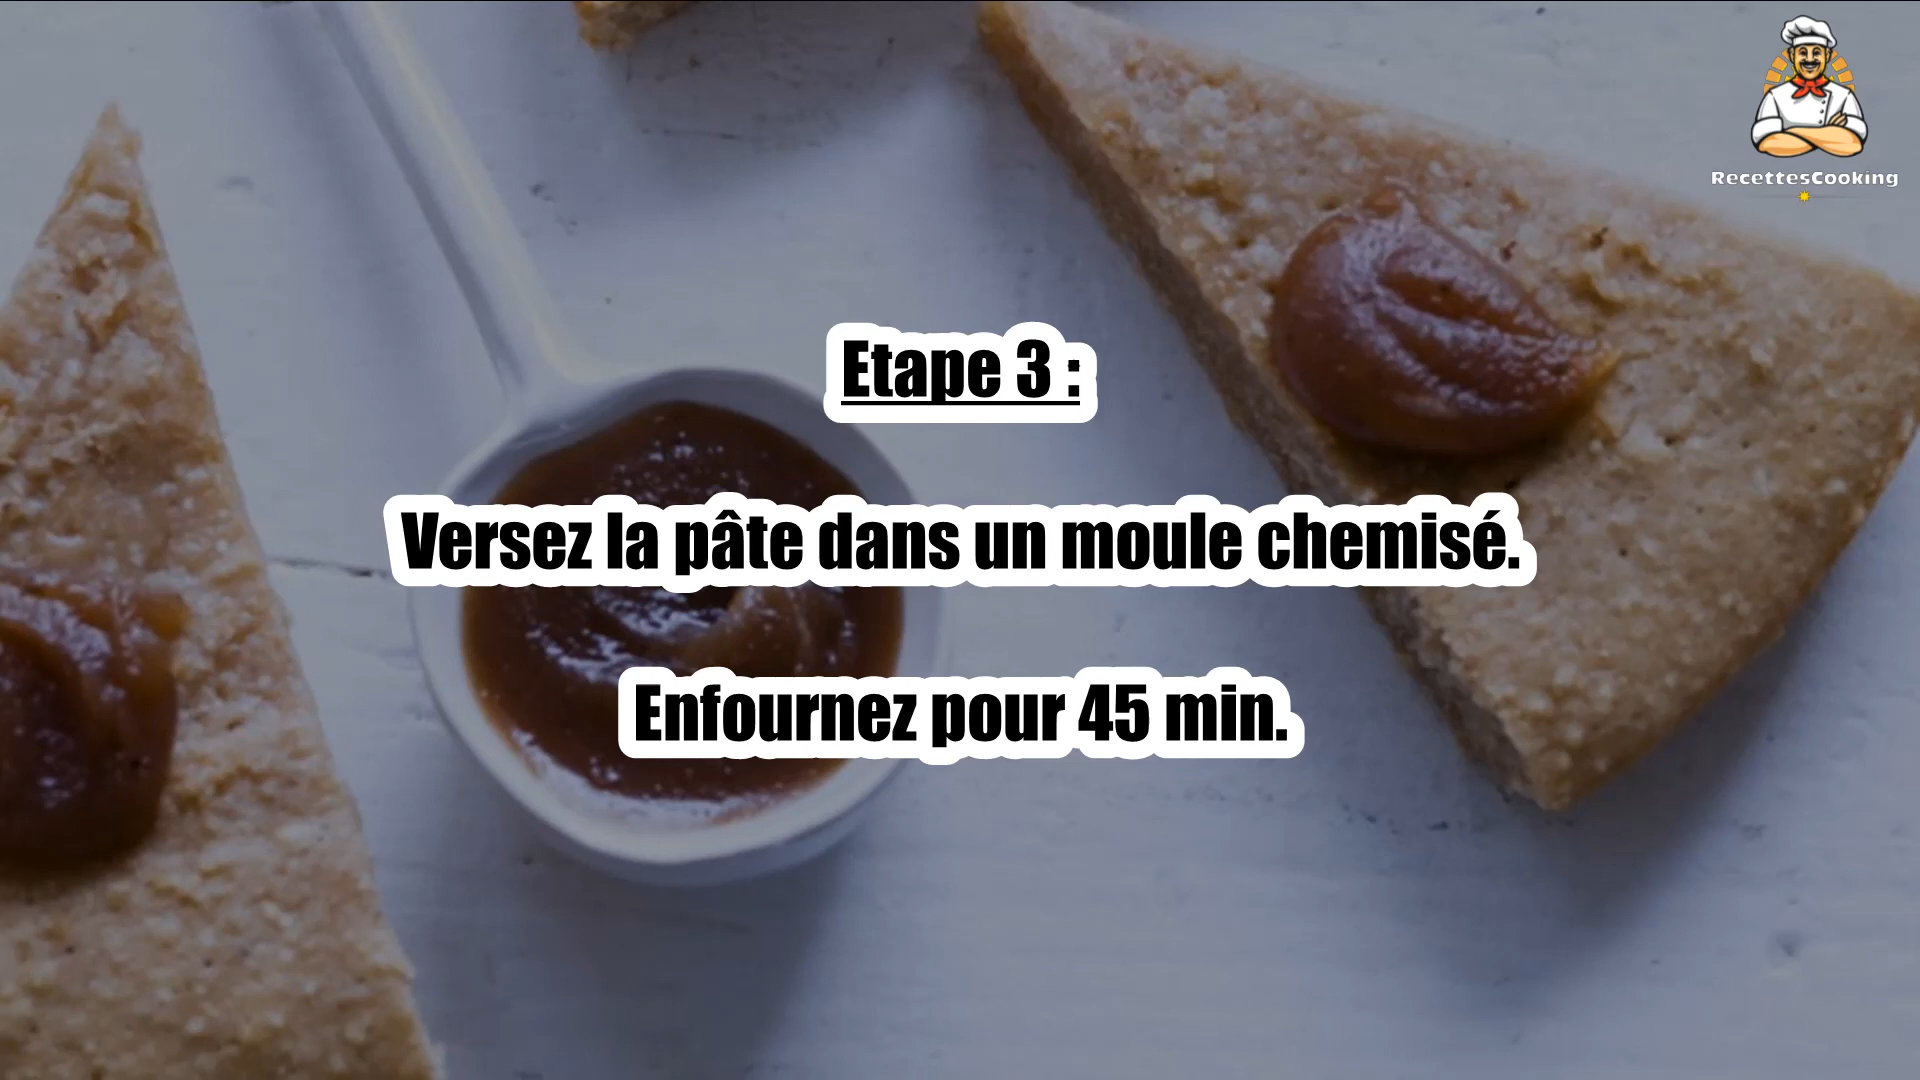 RecettesCooking
Etape 3 :
Versez la pâte dans un moule chemisé.
Enfournez pour 45 min.